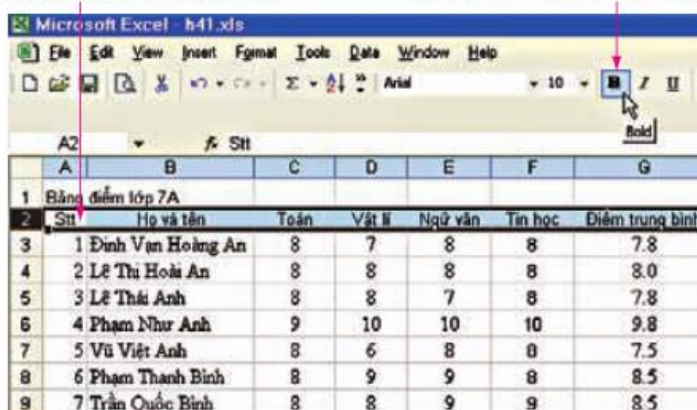 Microsoft Excel - h41.xls
File Edit View Insert Format Tools Data Window Help
Arial 10 B I U
Bold
A2 fx Stt
A B C D E F G
1 Bảng điểm lớp 7A
2 Stt Họ và tên Toán Vật lí Ngữ văn Tin học Điểm trung bình
3 1 Đinh Vạn Hoàng An 8 7 8 8 7.8
4 2 Lê Thị Hoài An 8 8 8 8 8.0
5 3 Lê Thái Anh 8 8 7 8 7.8
6 4 Phạm Như Anh 9 10 10 10 9.8
7 5 Vũ Việt Anh 8 6 8 8 7.5
8 6 Phạm Thanh Bình 8 9 9 8 8.5
9 7 Trần Quốc Bình 8 8 9 9 8.5